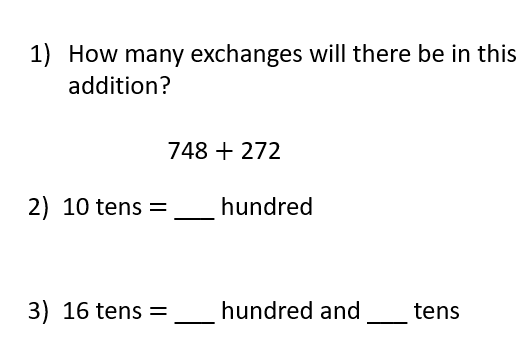 1) How many exchanges will there be in this
addition?
748 + 272
2) 10 tens = ___ hundred
3) 16 tens = ___ hundred and ___ tens